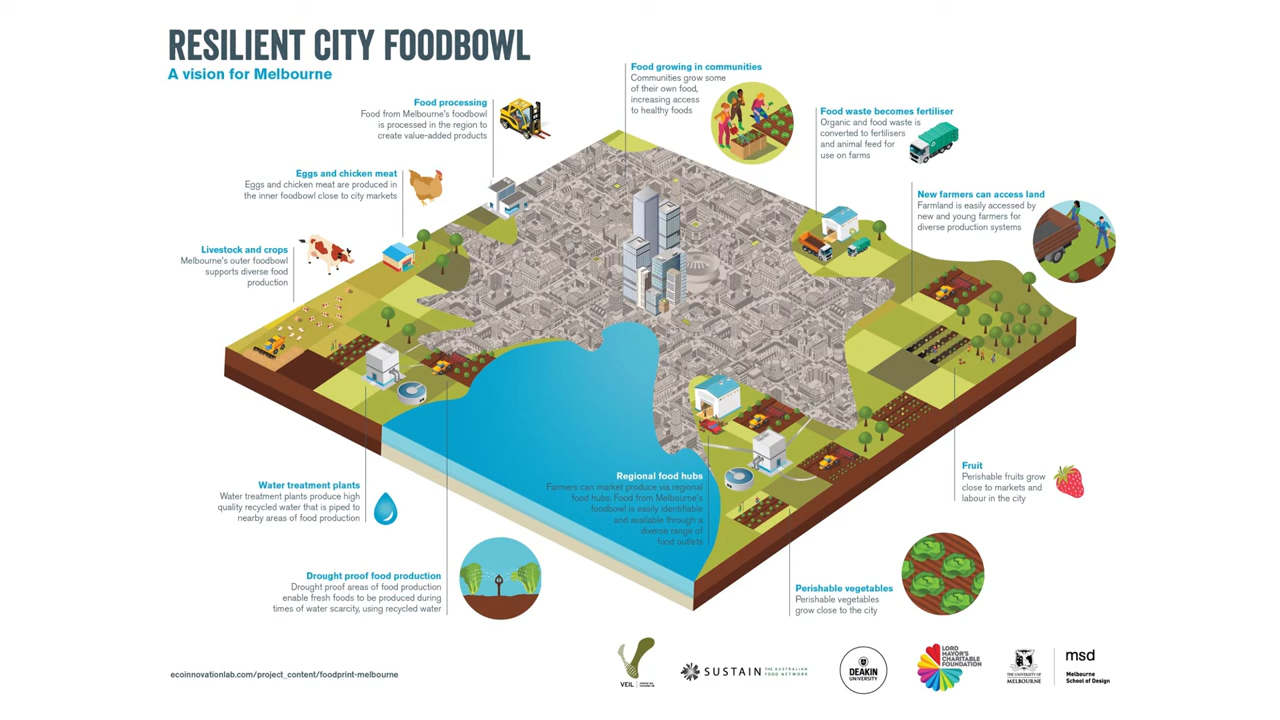 RESILIENT CITY FOODBOWL
A vision for Melbourne
Food processing
Food from Melbourne's foodbowl
is processed in the region to
create value-added products
Eggs and chicken meat
Eggs and chicken meat are produced in
the inner foodbowl close to city markets
Livestock and crops
Melbourne's outer foodbowl
supports diverse food
production
Food growing in communities
Communities grow some
of their own food,
increasing access
to healthy foods
Food waste becomes fertiliser
Organic and food waste is
converted to fertilisers
and animal feed for
use on farms
New farmers can access land
Farmland is easily accessed by
new and young farmers for
diverse production systems
Water treatment plants
Water treatment plants produce high
quality recycled water that is piped to
nearby areas of food production
Regional food hubs
Farmers can market produce via regional
food hubs. Food from Melbourne's
foodbowl is easily identifiable
and available through a
diverse range of
food outlets
Fruit
Perishable fruits grow
close to markets and
labour in the city
Drought proof food production
Drought proof areas of food production
enable fresh foods to be produced during
times of water scarcity, using recycled water
Perishable vegetables
Perishable vegetables
grow close to the city
ecoinnovationlab.com/project_content/foodprint-melbourne
VEIL
SUSTAIN THE AUSTRALIAN
FOOD NETWORK
DEAKIN
UNIVERSITY
LORD
MAYOR'S
CHARITABLE
FOUNDATION
THE UNIVERSITY OF
MELBOURNE
msd
Melbourne
School of Design